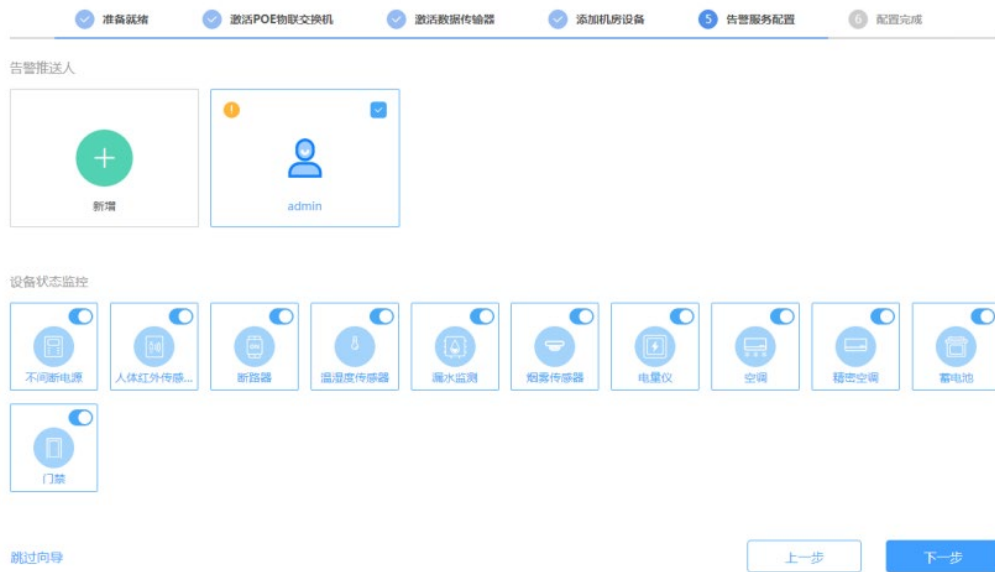 准备就绪 激活POE物联交换机 激活数据传输器 添加机房设备 5 告警服务配置 6 配置完成
告警推送人
新增 admin
设备状态监控
不间断电源 人体红外传感... 断路器 温湿度传感器 漏水监测 烟雾传感器 电量仪 空调 精密空调 蓄电池
门禁
跳过向导 上一步 下一步